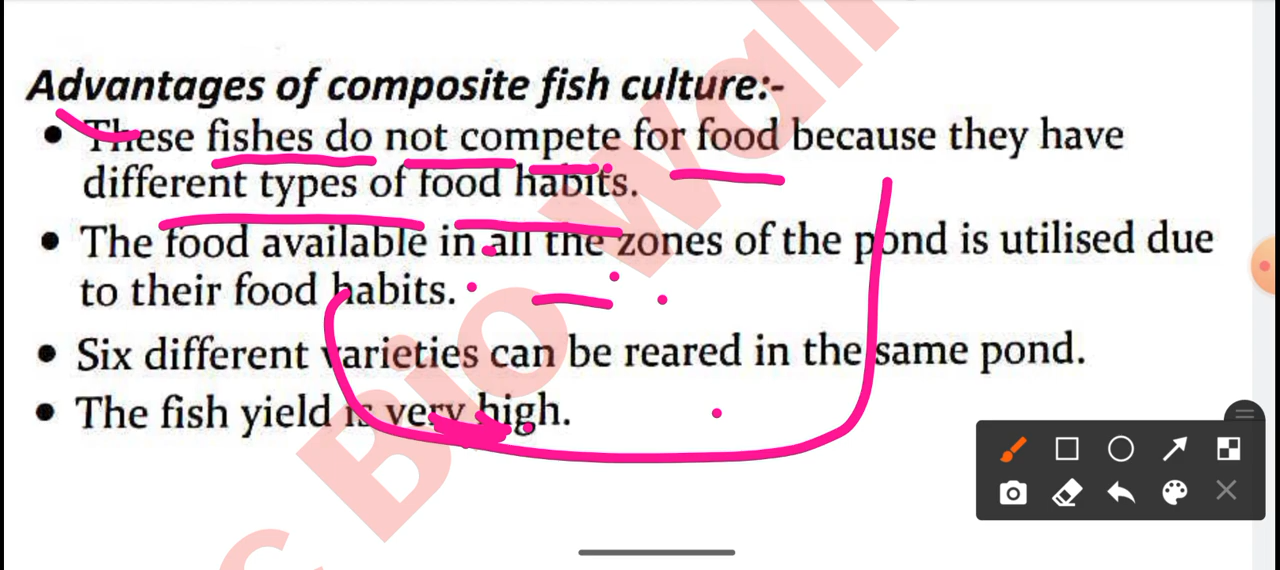 Advantages of composite fish culture:-
• These fishes do not compete for food because they have
different types of food habits.
• The food available in all the zones of the pond is utilised due
to their food habits.
• Six different varieties can be reared in the same pond.
• The fish yield is very high.